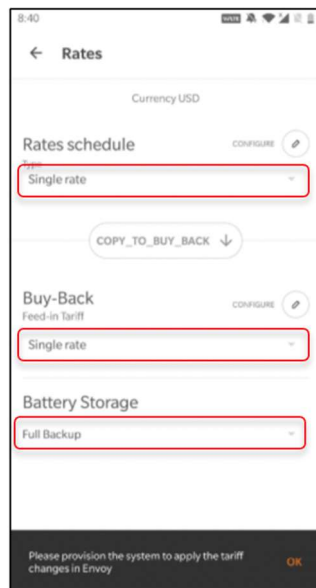 8:40
Rates
Currency USD
Rates schedule
CONFIGURE
Type
Single rate
COPY_TO_BUY_BACK
Buy-Back
CONFIGURE
Feed-in Tariff
Single rate
Battery Storage
Full Backup
Please provision the system to apply the tariff
changes in Envoy
OK